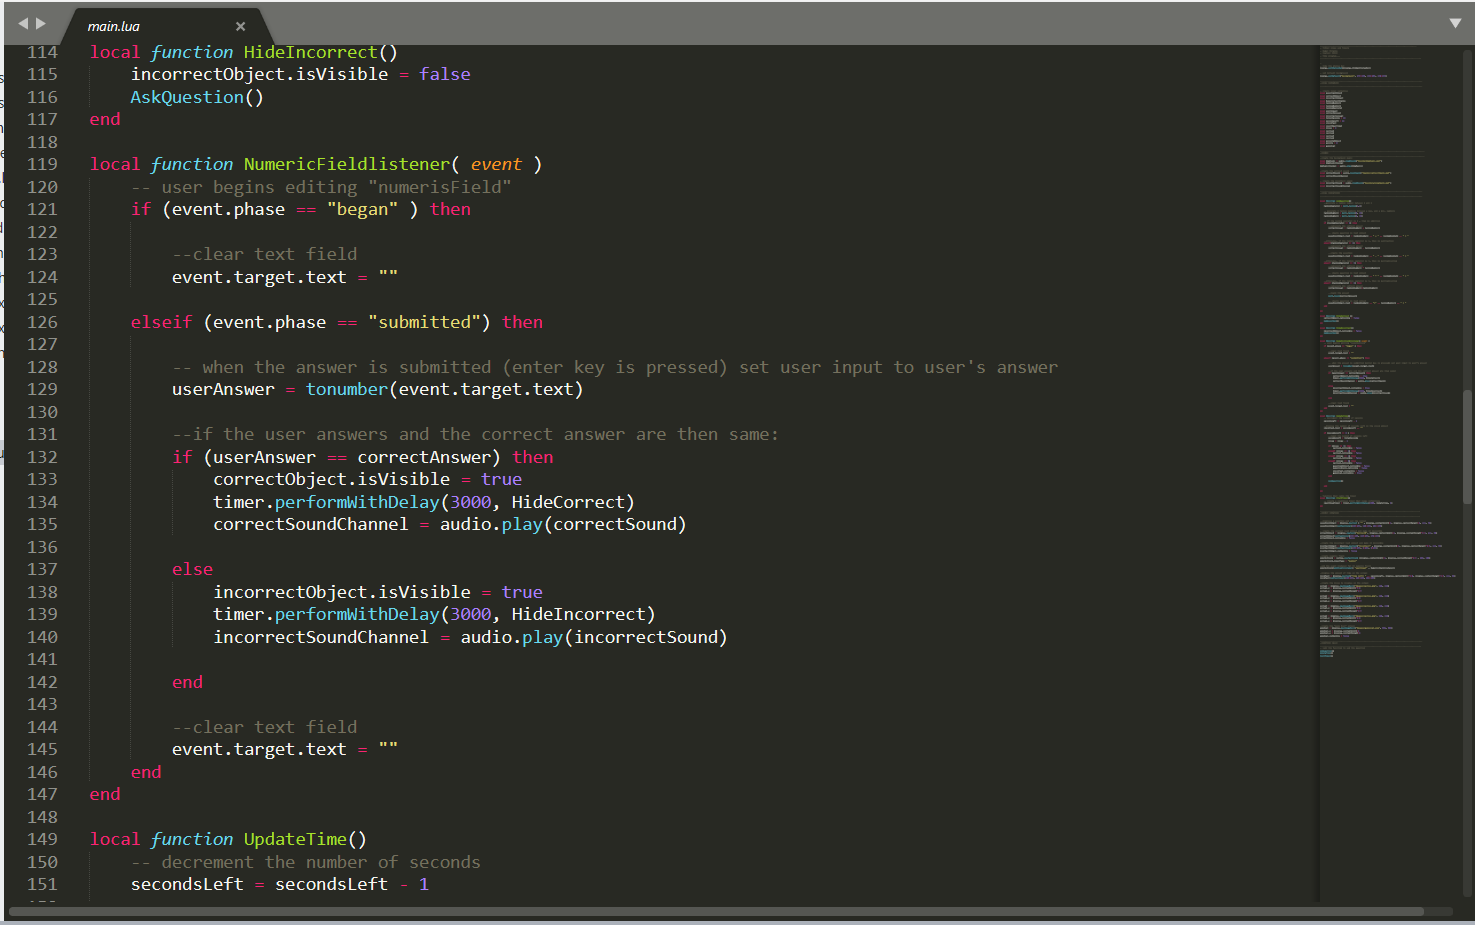 main.lua
114 local function HideIncorrect()
115 incorrectObject.isVisible = false
116 AskQuestion()
117 end
118
119 local function NumericFieldlistener( event )
120 -- user begins editing "numerisField"
121 if (event.phase == "began" ) then
122
123 --clear text field
124 event.target.text = ""
125
126 elseif (event.phase == "submitted") then
127
128 -- when the answer is submitted (enter key is pressed) set user input to user's answer
129 userAnswer = tonumber(event.target.text)
130
131 --if the user answers and the correct answer are then same:
132 if (userAnswer == correctAnswer) then
133 correctObject.isVisible = true
134 timer.performWithDelay(3000, HideCorrect)
135 correctSoundChannel = audio.play(correctSound)
136
137 else
138 incorrectObject.isVisible = true
139 timer.performWithDelay(3000, HideIncorrect)
140 incorrectSoundChannel = audio.play(incorrectSound)
141
142 end
143
144 --clear text field
145 event.target.text = ""
146 end
147 end
148
149 local function UpdateTime()
150 -- decrement the number of seconds
151 secondsLeft = secondsLeft - 1